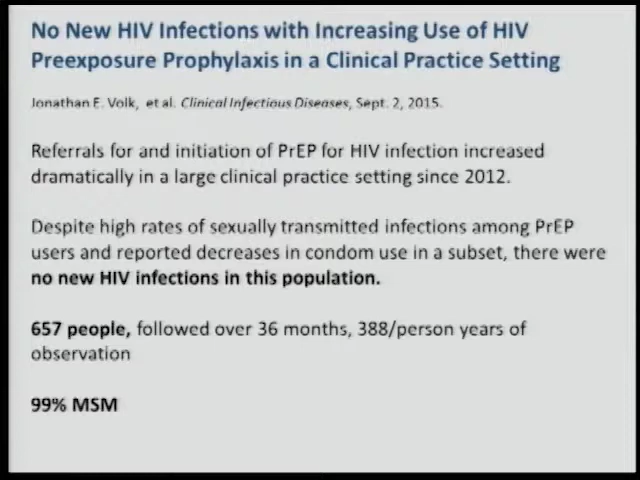 No New HIV Infections with Increasing Use of HIV
Preexposure Prophylaxis in a Clinical Practice Setting
Jonathan E. Volk, et al. Clinical Infectious Diseases, Sept. 2, 2015.
Referrals for and initiation of PrEP for HIV infection increased
dramatically in a large clinical practice setting since 2012.
Despite high rates of sexually transmitted infections among PrEP
users and reported decreases in condom use in a subset, there were
no new HIV infections in this population.
657 people, followed over 36 months, 388/person years of
observation
99% MSM